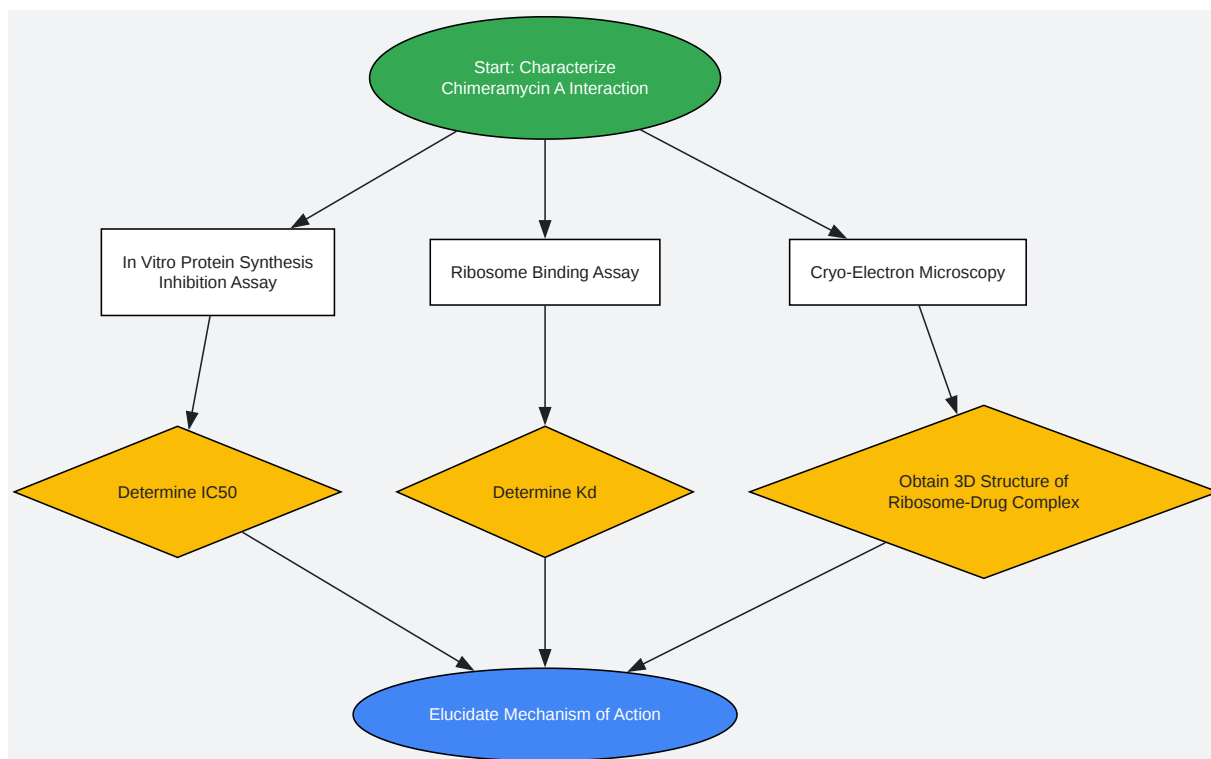 Start: Characterize
Chimeramycin A Interaction
In Vitro Protein Synthesis
Inhibition Assay
Ribosome Binding Assay
Cryo-Electron Microscopy
Determine IC50
Determine Kd
Obtain 3D Structure of
Ribosome-Drug Complex
Elucidate Mechanism of Action